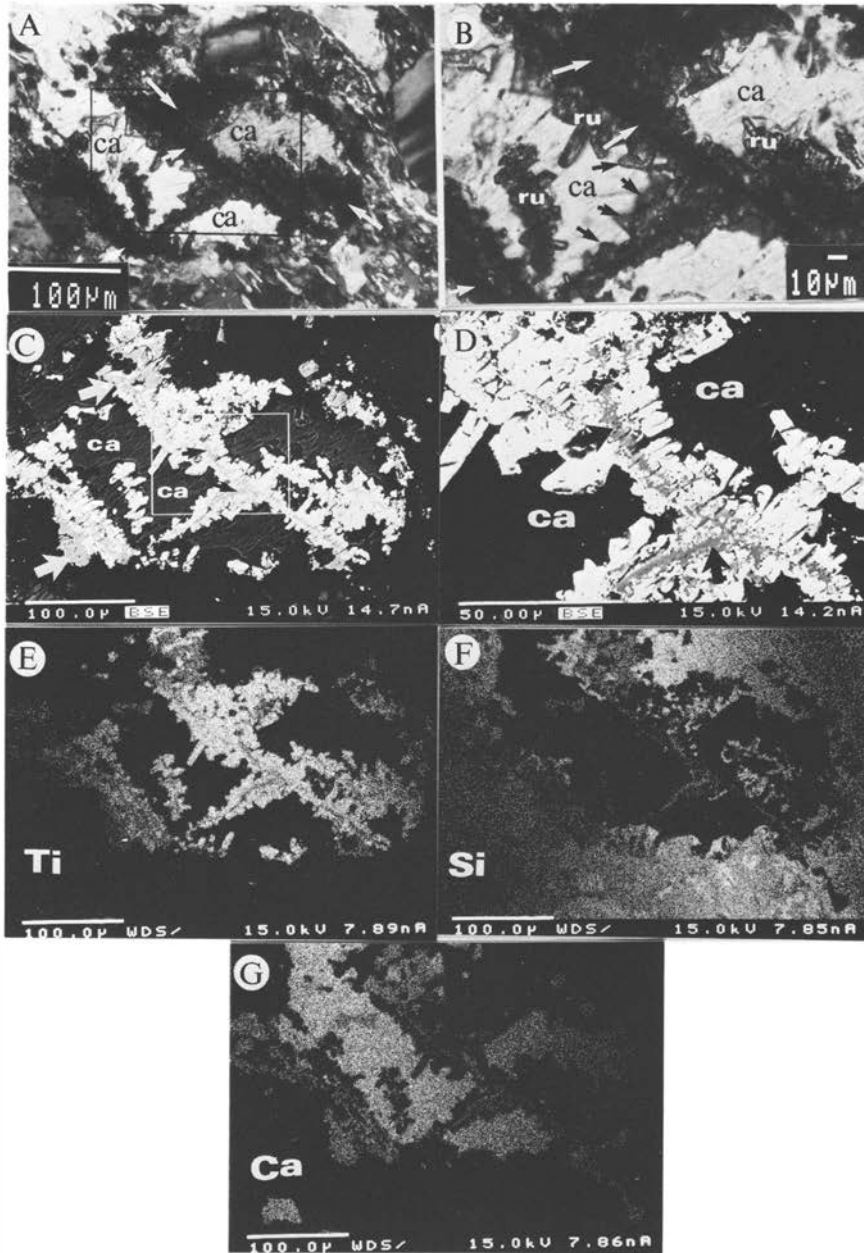 A
ca
ca
ca
100μm
B
ca
ru
ru
ca
ru
10μm
C
ca
ca
100.0μ BSE 15.0kV 14.7nA
D
ca
ca
50.00μ BSE 15.0kV 14.2nA
E
Ti
100.0μ WDS/ 15.0kV 7.89nA
F
Si
100.0μ WDS/ 15.0kV 7.85nA
G
Ca
100.0μ WDS/ 15.0kV 7.86nA